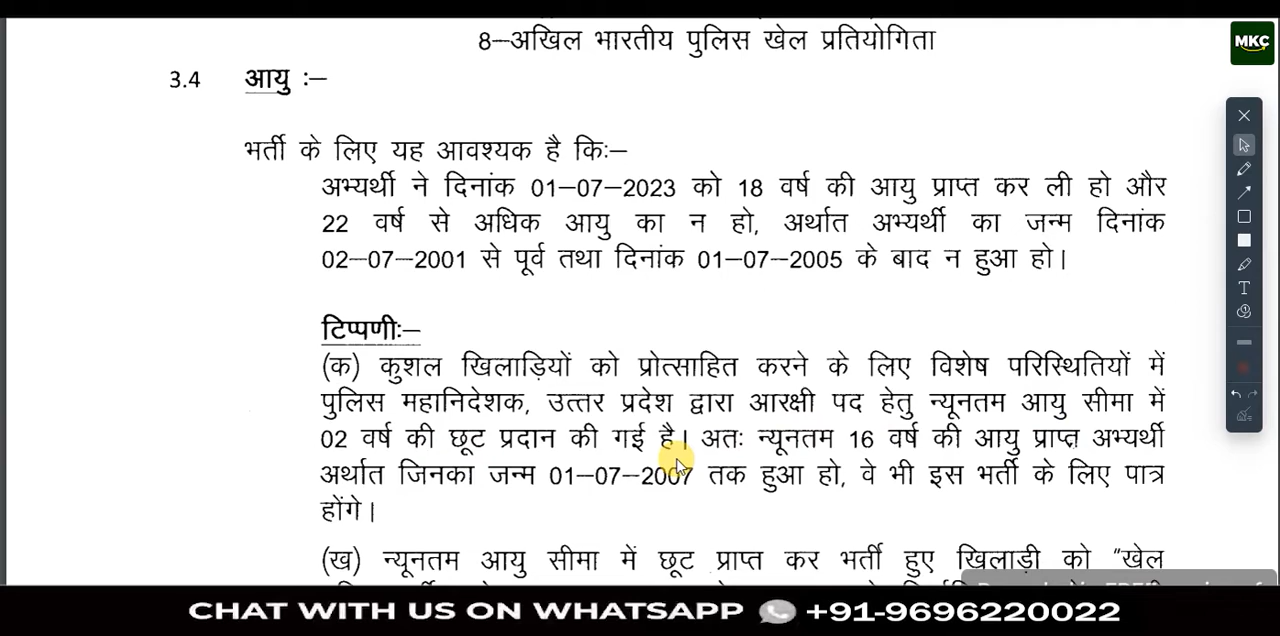 8–अखिल भारतीय पुलिस खेल प्रतियोगिता
MKC
3.4 आयु :–
भर्ती के लिए यह आवश्यक है कि:–
अभ्यर्थी ने दिनांक 01–07–2023 को 18 वर्ष की आयु प्राप्त कर ली हो और
22 वर्ष से अधिक आयु का न हो, अर्थात अभ्यर्थी का जन्म दिनांक
02–07–2001 से पूर्व तथा दिनांक 01–07–2005 के बाद न हुआ हो।
टिप्पणी:–
(क) कुशल खिलाड़ियों को प्रोत्साहित करने के लिए विशेष परिस्थितियों में
पुलिस महानिदेशक, उत्तर प्रदेश द्वारा आरक्षी पद हेतु न्यूनतम आयु सीमा में
02 वर्ष की छूट प्रदान की गई है। अतः न्यूनतम 16 वर्ष की आयु प्राप्त अभ्यर्थी
अर्थात जिनका जन्म 01–07–2007 तक हुआ हो, वे भी इस भर्ती के लिए पात्र
होंगे।
(ख) न्यूनतम आयु सीमा में छूट प्राप्त कर भर्ती हुए खिलाड़ी को "खेल
CHAT WITH US ON WHATSAPP +91-9696220022